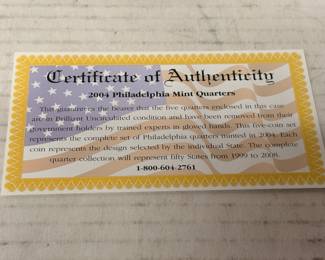 Certificate of Authenticity
2004 Philadelphia Mint Quarters
This guarantees the bearer that the five quarters enclosed in this case
are in Brilliant Uncirculated condition and have been removed from their
government holders by trained experts in gloved hands. This five-coin set
represents the complete set of Philadelphia quarters minted in 2004. Each
coin represents the design selected by the individual State. The complete
quarter collection will represent fifty States from 1999 to 2008.
1-800-604-2761